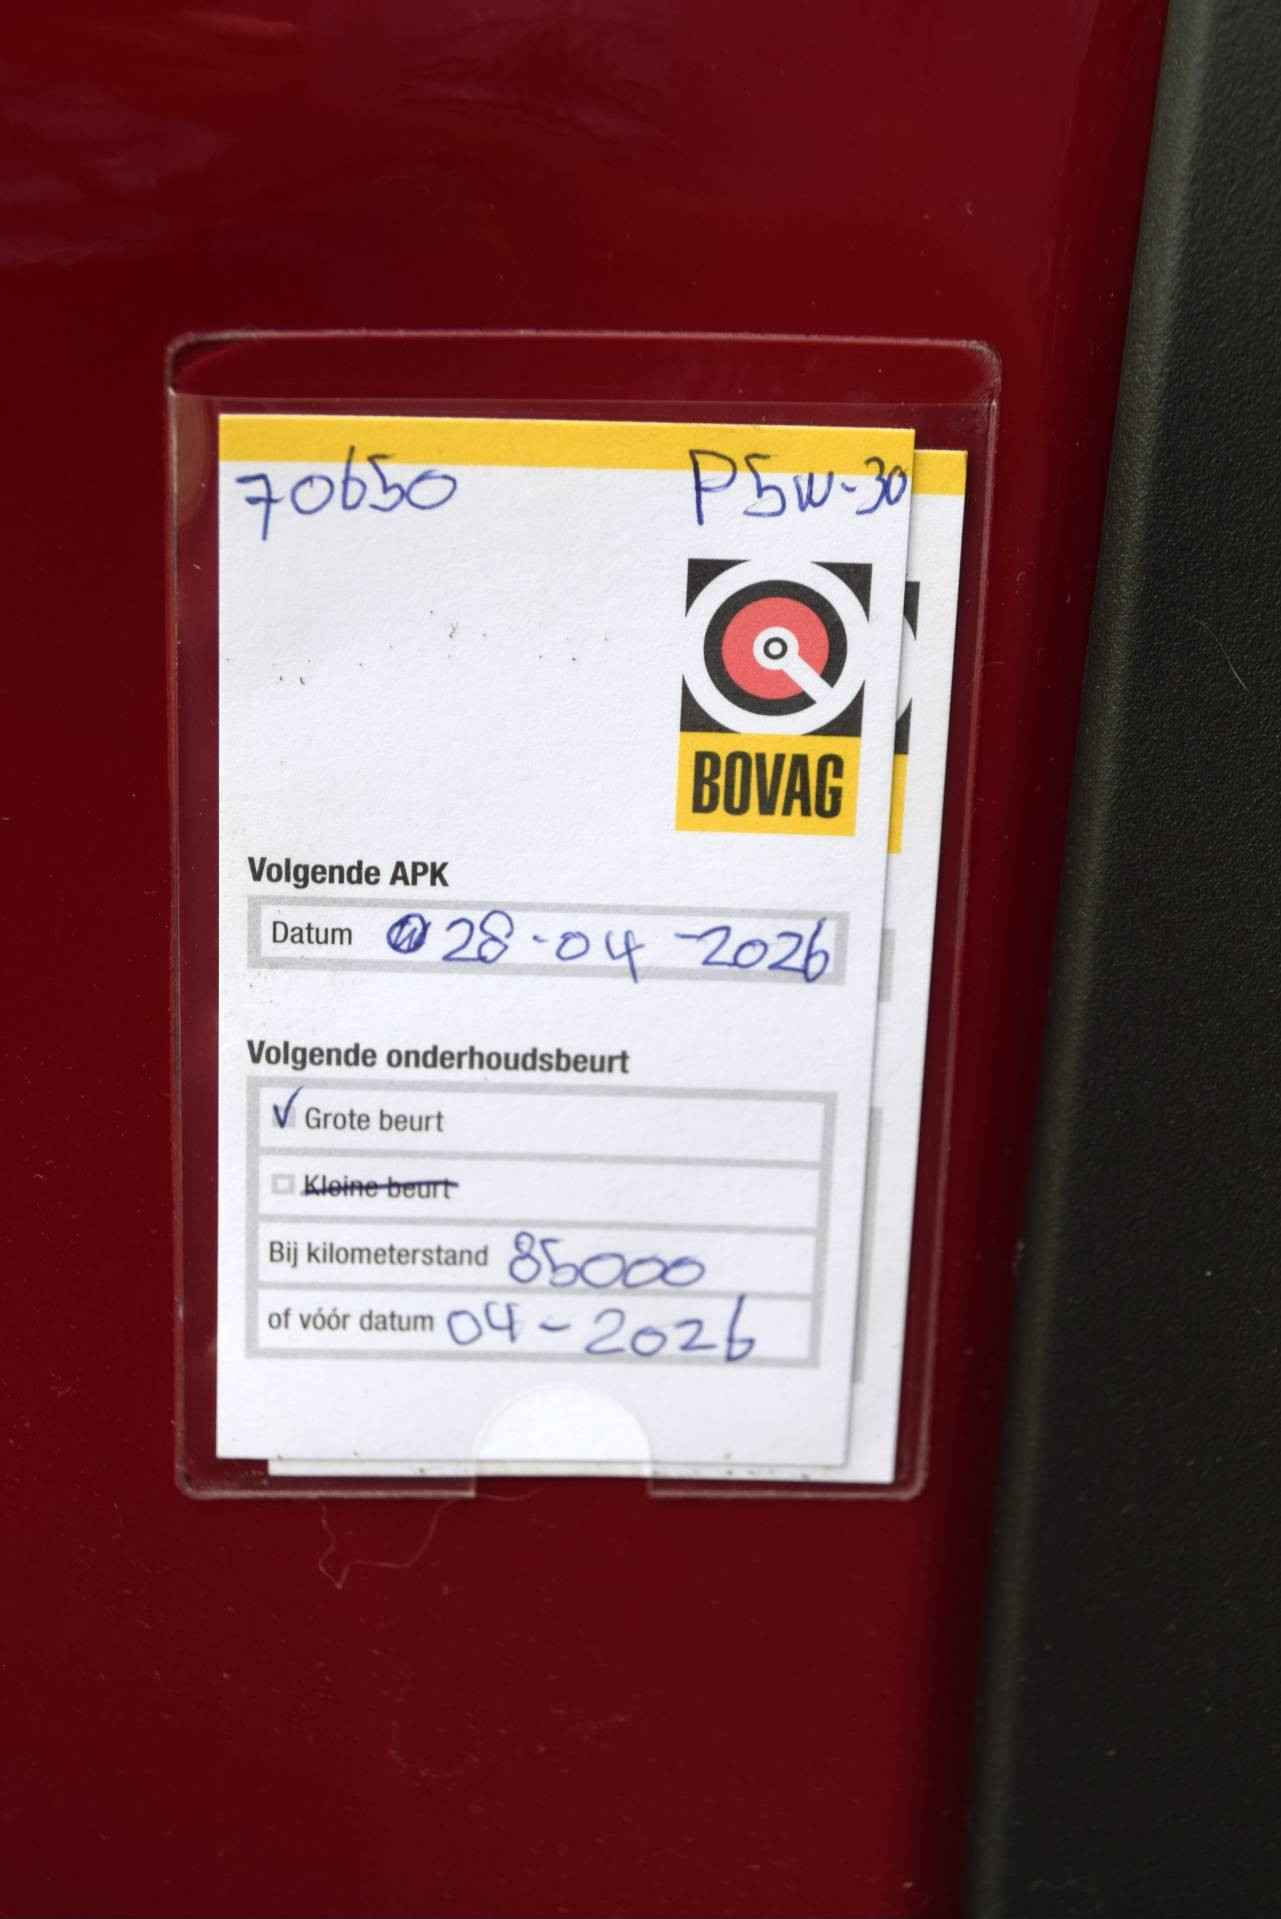 70650 P5W-30
BOVAG
Volgende APK
Datum 28-04-2026
Volgende onderhoudsbeurt
✓ Grote beurt
Kleine beurt
Bij kilometerstand 85000
of vóór datum 04-2026